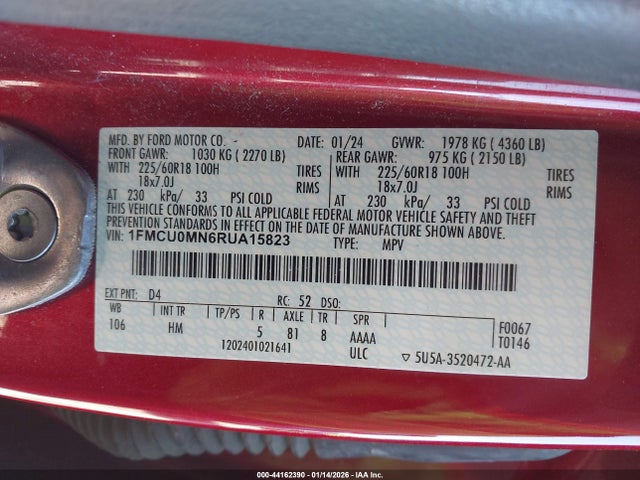 MFD. BY FORD MOTOR CO. - DATE: 01/24 GVWR: 1978 KG ( 4360 LB)
FRONT GAWR: 1030 KG ( 2270 LB) REAR GAWR: 975 KG ( 2150 LB)
WITH 225/60R18 100H TIRES WITH 225/60R18 100H TIRES
18x7.0J RIMS 18x7.0J RIMS
AT 230 kPa/ 33 PSI COLD AT 230 kPa/ 33 PSI COLD
THIS VEHICLE CONFORMS TO ALL APPLICABLE FEDERAL MOTOR VEHICLE SAFETY AND THEFT
PREVENTION STANDARDS IN EFFECT ON THE DATE OF MANUFACTURE SHOWN ABOVE.
VIN: 1FMCU0MN6RUA15823 TYPE: MPV
EXT PNT: D4 RC: 52 DSO:
WB INT TR TP/PS R AXLE TR SPR F0067
106 HM 5 81 8 AAAA T0146
1202401021641 ULC ▽ 5U5A-3520472-AA
000-44162390 - 01/14/2026 - IAA Inc.